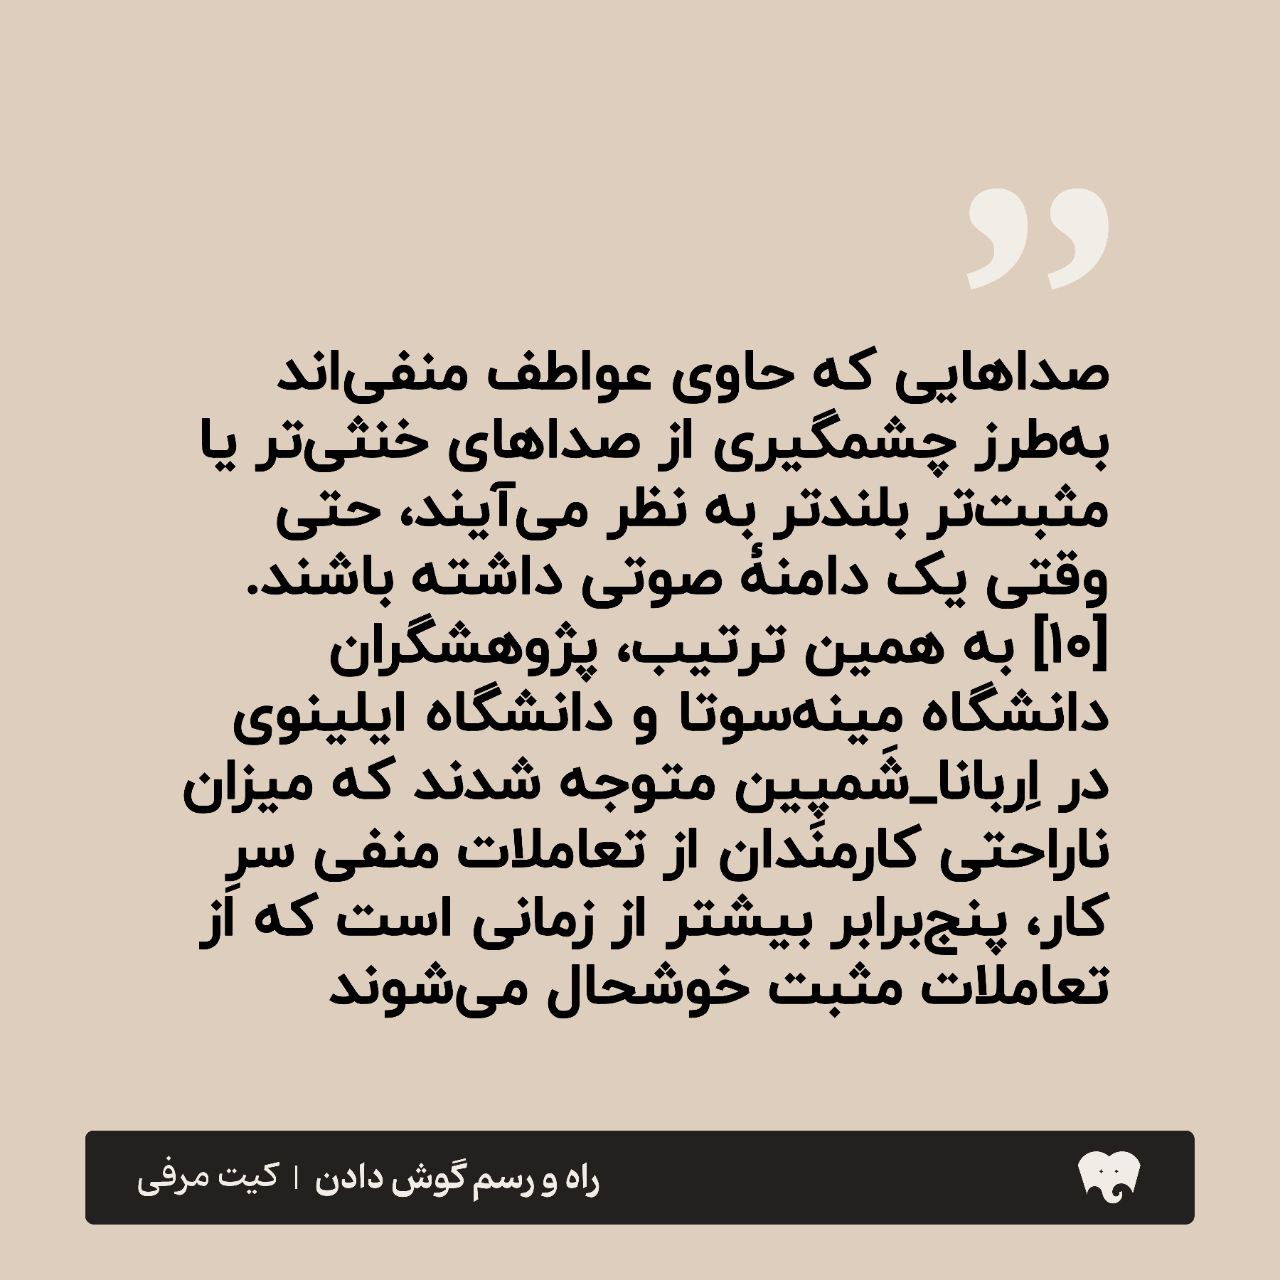 ”
صداهایی که حاوی عواطف منفی‌اند
به‌طرز چشمگیری از صداهای خنثی‌تر یا
مثبت‌تر بلندتر به نظر می‌آیند، حتی
وقتی یک دامنهٔ صوتی داشته باشند.
[۱۰] به همین ترتیب، پژوهشگران
دانشگاه مینه‌سوتا و دانشگاه ایلینوی
در اِربانا_شَمپِین متوجه شدند که میزان
ناراحتی کارمَندان از تعاملات منفی سرِ
کار، پنج‌برابر بیشتر از زمانی است که اَز
تعاملات مثبت خوشحال می‌شوند
راه و رسم گوش دادن | کیت مرفی